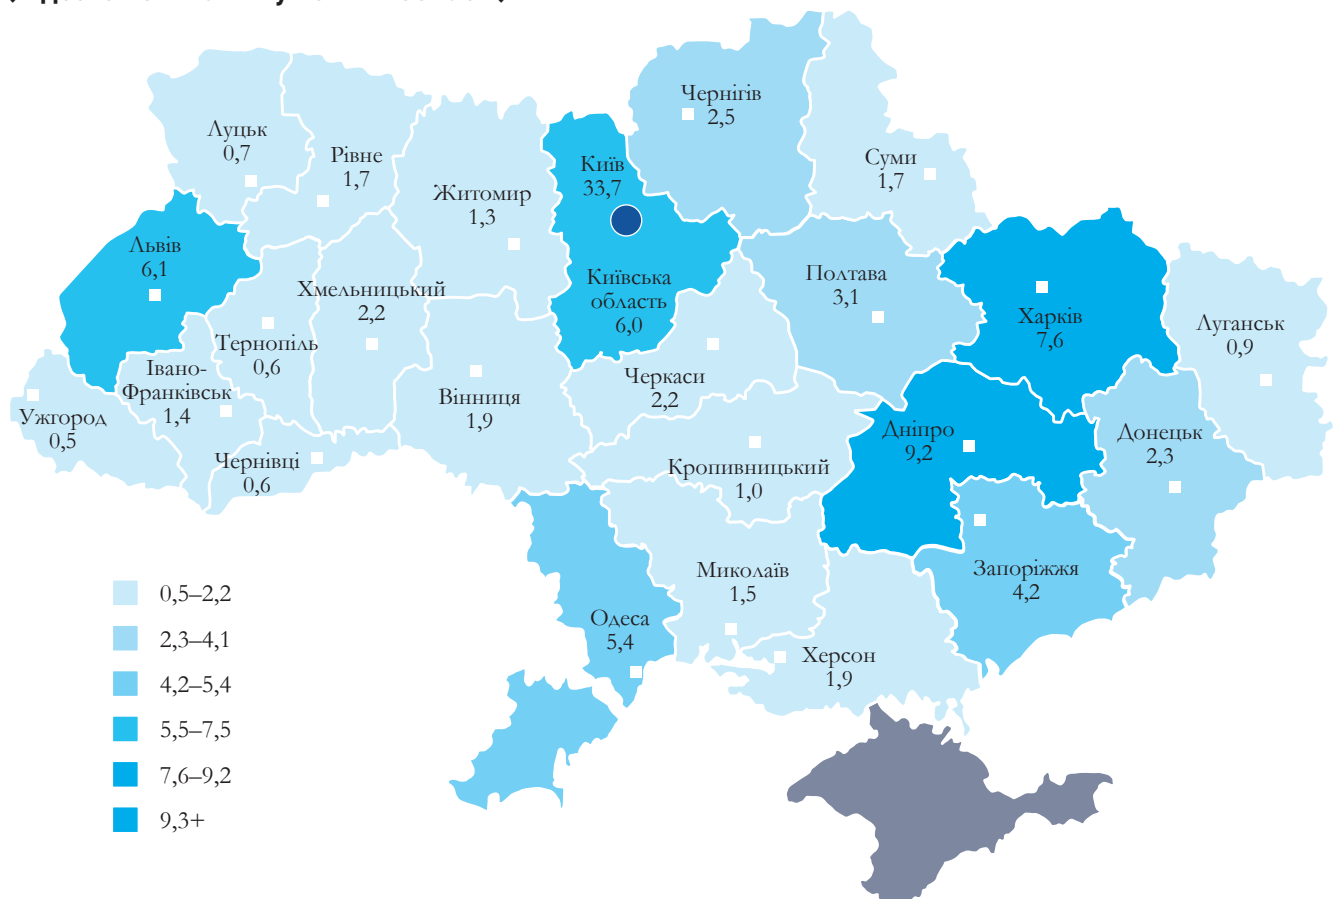 Чернігів
2,5
Луцьк
0,7
Рівне
1,7
Київ
33,7
Суми
1,7
Житомир
1,3
Львів
6,1
Київська
область
6,0
Полтава
3,1
Хмельницький
2,2
Харків
7,6
Луганськ
0,9
Тернопіль
0,6
Івано-
Франківськ
1,4
Черкаси
2,2
Вінниця
1,9
Ужгород
0,5
Дніпро
9,2
Донецьк
2,3
Чернівці
0,6
Кропивницький
1,0
Миколаїв
1,5
Запоріжжя
4,2
Одеса
5,4
Херсон
1,9
0,5–2,2
2,3–4,1
4,2–5,4
5,5–7,5
7,6–9,2
9,3+